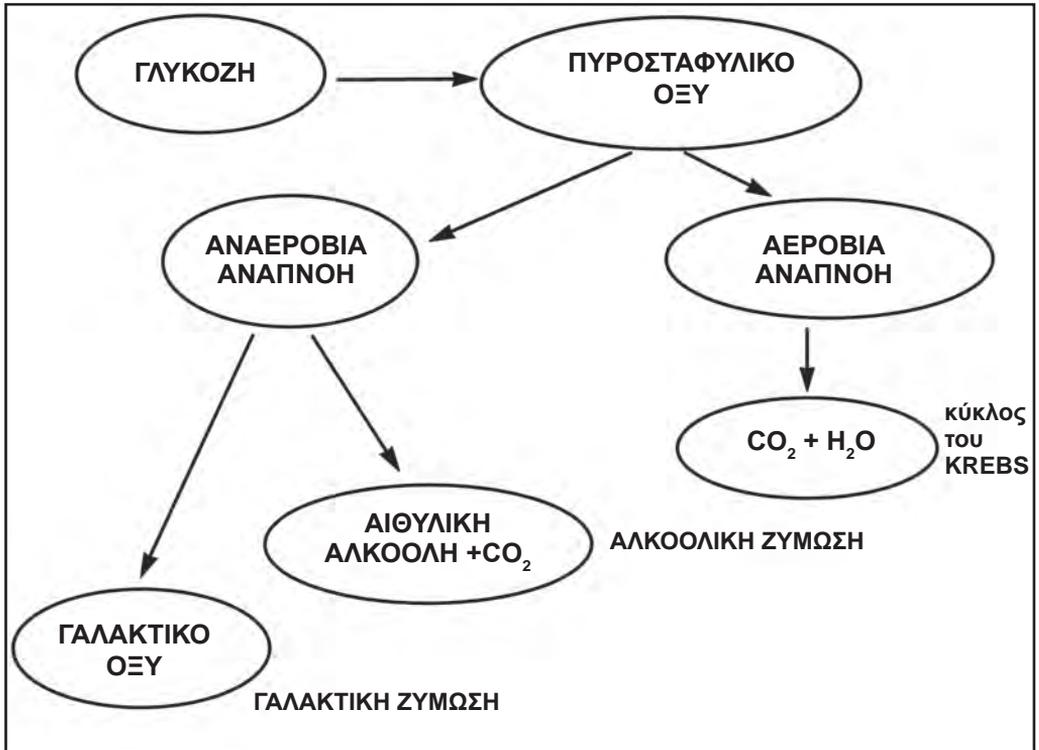 ΓΛΥΚΟΖΗ
ΠΥΡΟΣΤΑΦΥΛΙΚΟ
ΟΞΥ
ΑΝΑΕΡΟΒΙΑ
ΑΝΑΠΝΟΗ
ΑΕΡΟΒΙΑ
ΑΝΑΠΝΟΗ
CO₂ + H₂O
κύκλος
του
KREBS
ΑΙΘΥΛΙΚΗ
ΑΛΚΟΟΛΗ +CO₂
ΑΛΚΟΟΛΙΚΗ ΖΥΜΩΣΗ
ΓΑΛΑΚΤΙΚΟ
ΟΞΥ
ΓΑΛΑΚΤΙΚΗ ΖΥΜΩΣΗ